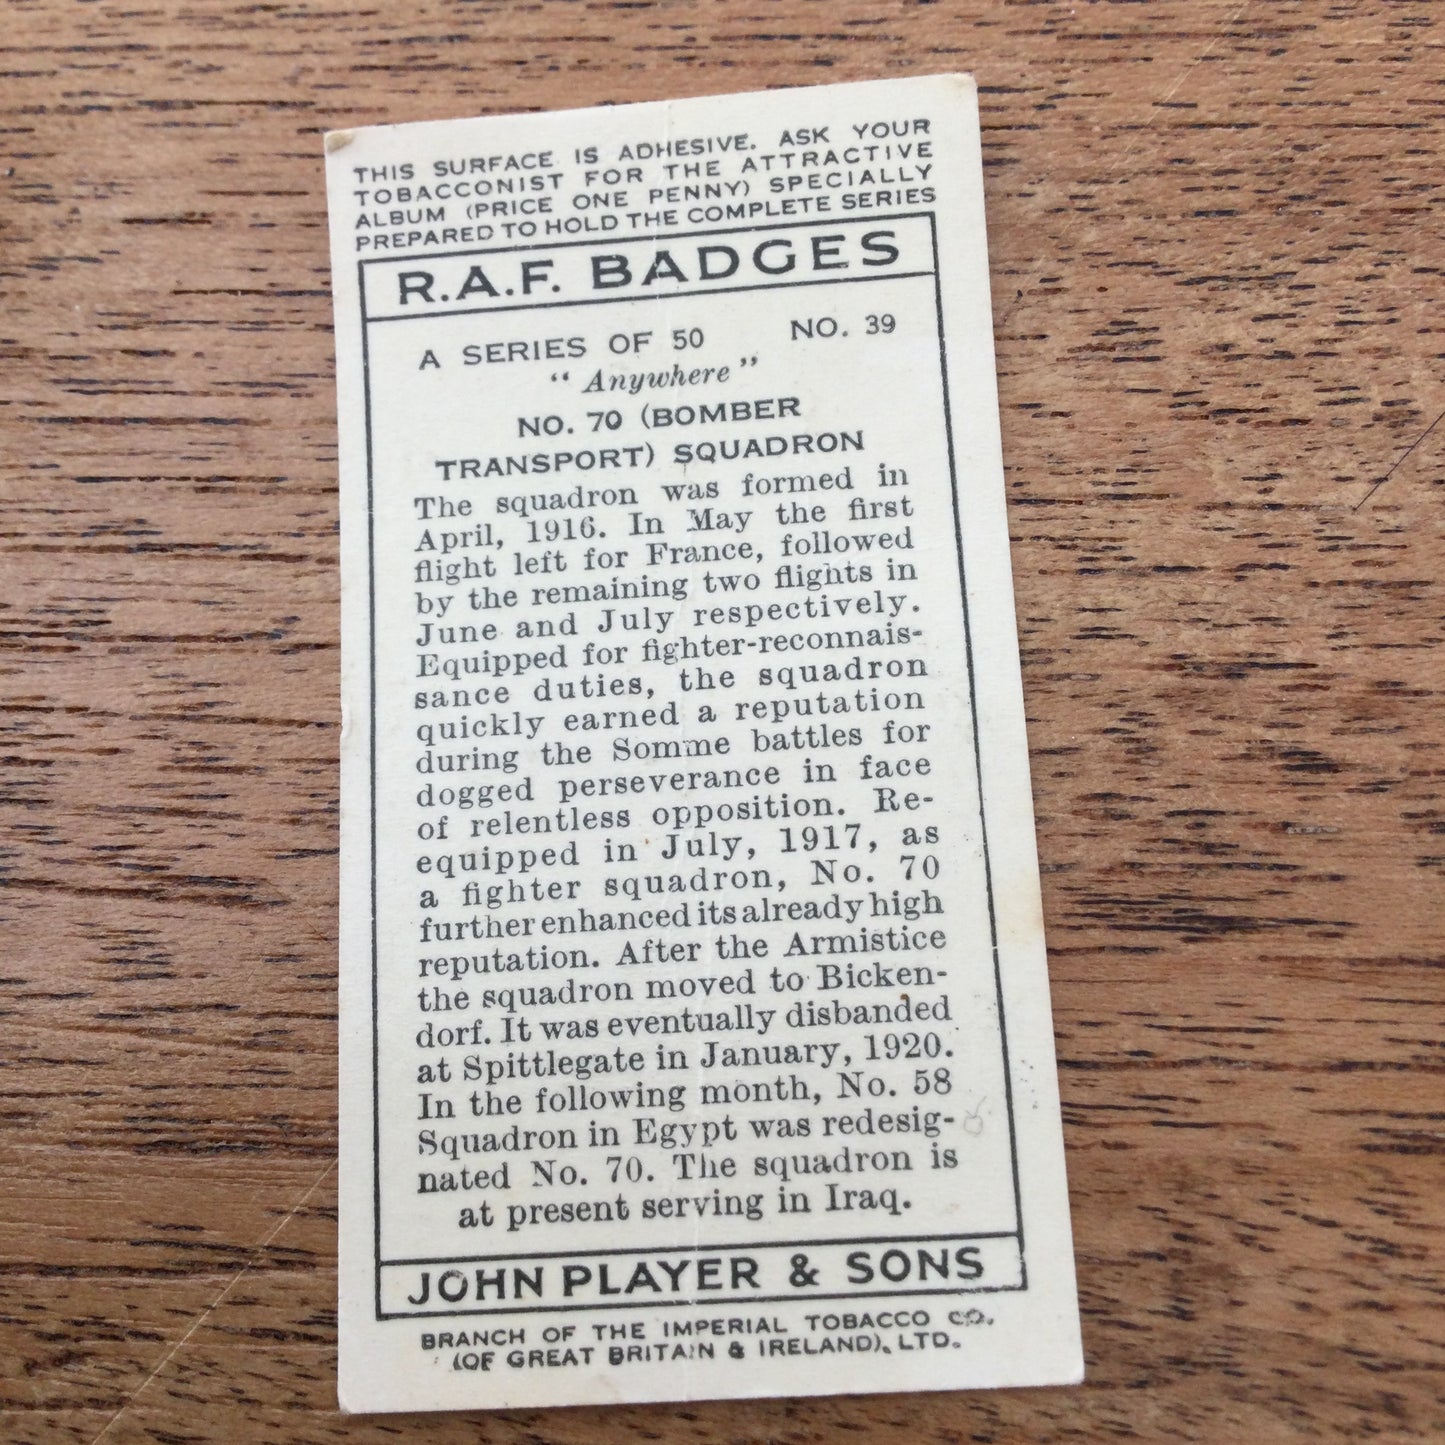 THIS SURFACE IS ADHESIVE. ASK YOUR
TOBACCONIST FOR THE ATTRACTIVE
ALBUM (PRICE ONE PENNY) SPECIALLY
PREPARED TO HOLD THE COMPLETE SERIES
R.A.F. BADGES
A SERIES OF 50 NO. 39
"Anywhere"
NO. 70 (BOMBER
TRANSPORT) SQUADRON
The squadron was formed in
April, 1916. In May the first
flight left for France, followed
by the remaining two flights in
June and July respectively.
Equipped for fighter-reconnais-
sance duties, the squadron
quickly earned a reputation
during the Somme battles for
dogged perseverance in face
of relentless opposition. Re-
equipped in July, 1917, as
a fighter squadron, No. 70
further enhanced its already high
reputation. After the Armistice
the squadron moved to Bicken-
dorf. It was eventually disbanded
at Spittlegate in January, 1920.
In the following month, No. 58
Squadron in Egypt was redesig-
nated No. 70. The squadron is
at present serving in Iraq.
JOHN PLAYER & SONS
BRANCH OF THE IMPERIAL TOBACCO CO.
(OF GREAT BRITAIN & IRELAND), LTD.